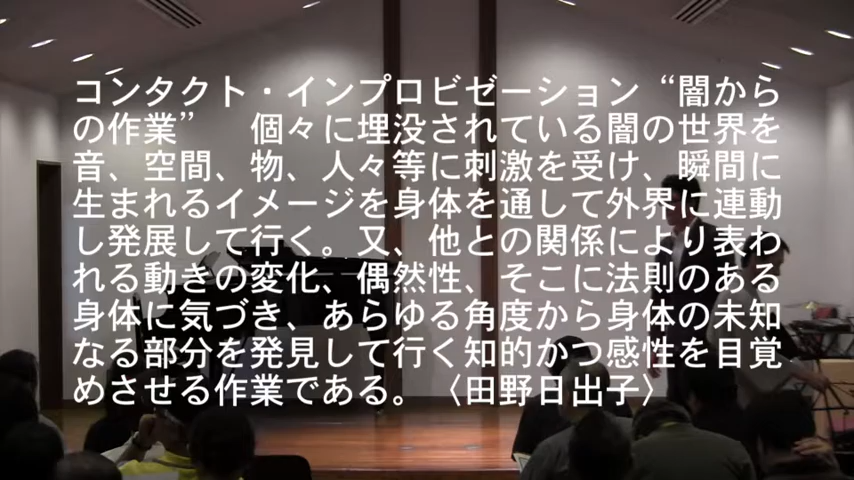 コンタクト・インプロビゼーション“闇から
の作業”　個々に埋没されている闇の世界を
音、空間、物、人々等に刺激を受け、瞬間に
生まれるイメージを身体を通して外界に連動
し発展して行く。又、他との関係により表わ
れる動きの変化、偶然性、そこに法則のある
身体に気づき、あらゆる角度から身体の未知
なる部分を発見して行く知的かつ感性を目覚
めさせる作業である。〈田野日出子〉